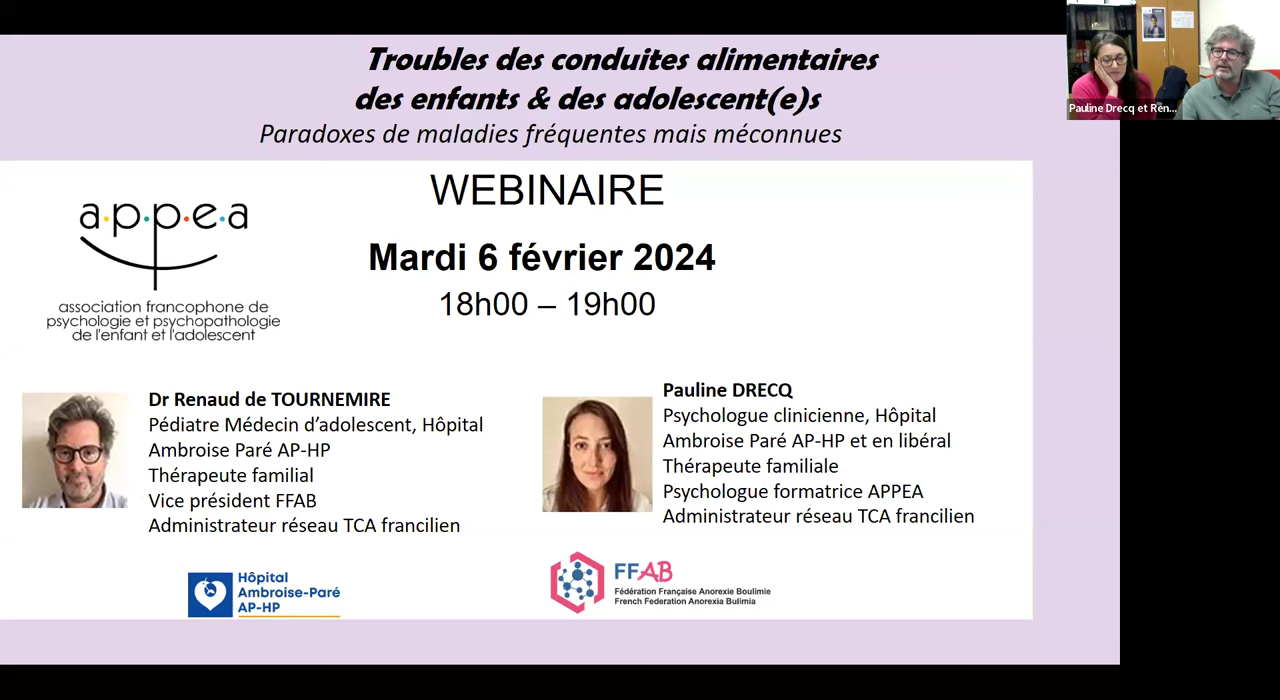 Troubles des conduites alimentaires
des enfants & des adolescent(e)s
Paradoxes de maladies fréquentes mais méconnues
Pauline Drecq et Ren...
WEBINAIRE
Mardi 6 février 2024
18h00 – 19h00
a.p.p.e.a
association francophone de
psychologie et psychopathologie
de l'enfant et l'adolescent
Dr Renaud de TOURNEMIRE
Pédiatre Médecin d'adolescent, Hôpital
Ambroise Paré AP-HP
Thérapeute familial
Vice président FFAB
Administrateur réseau TCA francilien
Pauline DRECQ
Psychologue clinicienne, Hôpital
Ambroise Paré AP-HP et en libéral
Thérapeute familiale
Psychologue formatrice APPEA
Administrateur réseau TCA francilien
Hôpital
Ambroise-Paré
AP-HP
FFAB
Fédération Française Anorexie Boulimie
French Federation Anorexia Bulimia